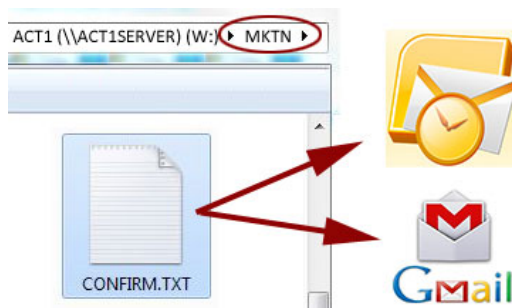 ACT1 (\\ACT1SERVER) (W:) MKTN
CONFIRM.TXT
Gmail